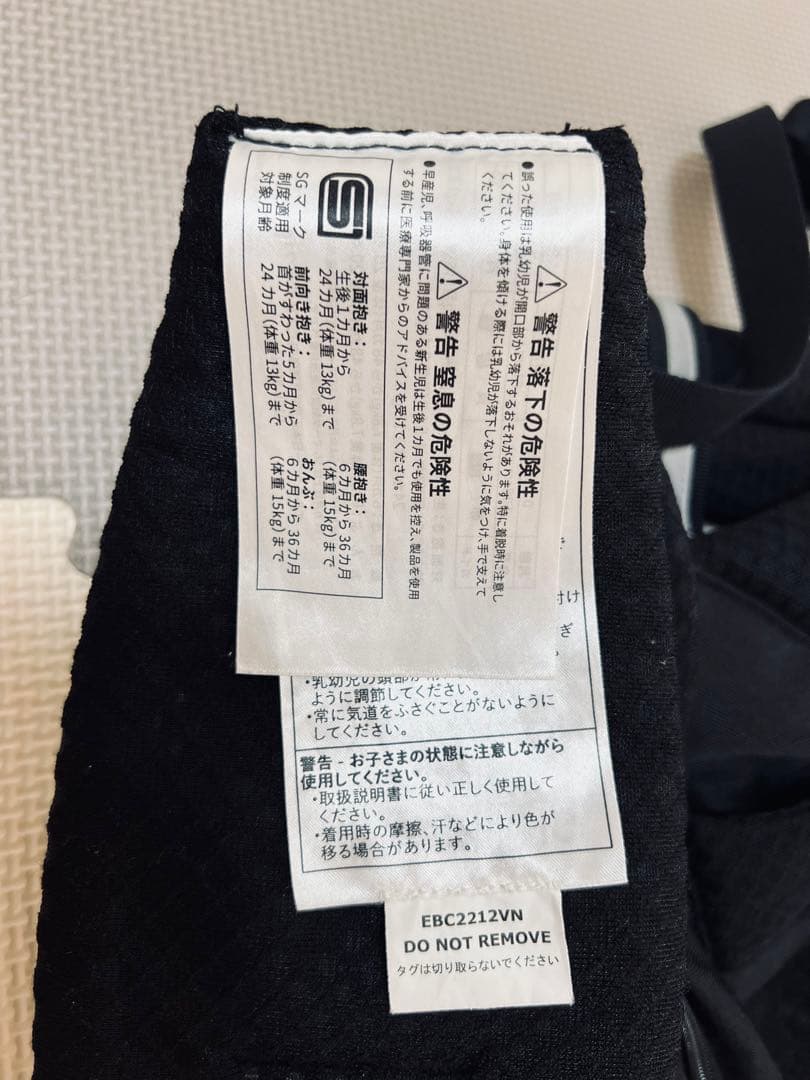 警告 落下の危険性
●誤った使用は乳幼児が開口部から落下するおそれがあります。特に着脱時に注意し
てください。身体を傾ける際には乳幼児が落下しないように気をつけ、手で支えて
ください。
警告 窒息の危険性
●早産児、呼吸器官に問題のある新生児は生後1カ月でも使用を控え、製品を使用
する前に医療専門家からのアドバイスを受けてください。
SGマーク
制度適用
対象月齢
対面抱き：
生後1カ月から
24カ月(体重13kg)まで
前向き抱き：
首がすわった5カ月から
24カ月(体重13kg)まで
腰抱き：
6カ月から36カ月
(体重15kg)まで
おんぶ：
6カ月から36カ月
(体重15kg)まで
付け
ぎ
ように調節してください。
・常に気道をふさぐことがないように
してください。
警告 - お子さまの状態に注意しながら
使用してください。
・取扱説明書に従い正しく使用して
ください。
・着用時の摩擦、汗などにより色が
移る場合があります。
EBC2212VN
DO NOT REMOVE
タグは切り取らないでください